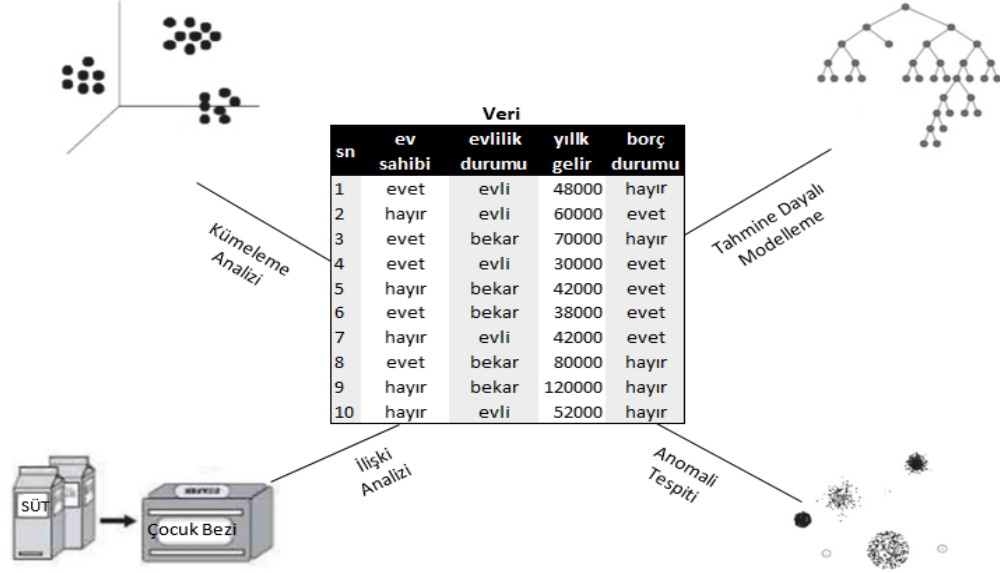 Veri
sn ev sahibi evlilik durumu yıllk gelir borç durumu
1 evet evli 48000 hayır
2 hayır evli 60000 evet
3 evet bekar 70000 hayır
4 evet evli 30000 evet
5 hayır bekar 42000 evet
6 evet bekar 38000 evet
7 hayır evli 42000 evet
8 evet bekar 80000 hayır
9 hayır bekar 120000 hayır
10 hayır evli 52000 hayır
Kümeleme
Analizi
Tahmine Dayalı
Modelleme
İlişki
Analizi
Anomali
Tespiti
SÜT
Çocuk Bezi